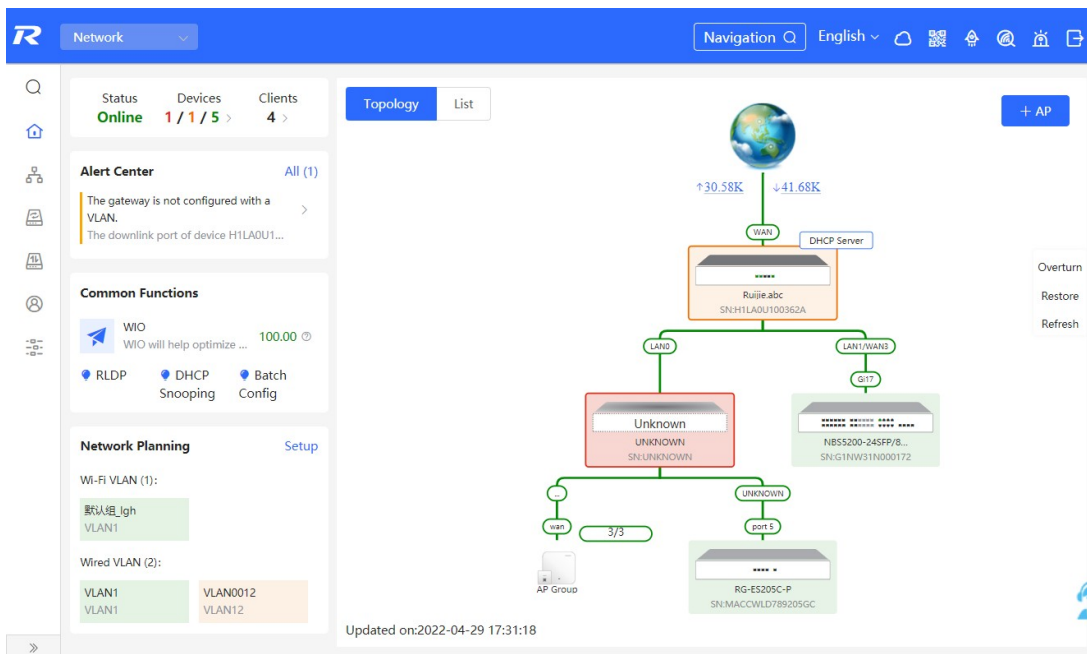 R
Network
Navigation
English
Status Devices Clients
Online 1 / 1 / 5 > 4 >
Alert Center All (1)
The gateway is not configured with a
VLAN.
The downlink port of device H1LA0U1...
Common Functions
WIO
WIO will help optimize ... 100.00
RLDP DHCP Batch
Snooping Config
Network Planning Setup
Wi-Fi VLAN (1):
默认组_lgh
VLAN1
Wired VLAN (2):
VLAN1 VLAN0012
VLAN1 VLAN12
Topology List
+ AP
↑30.58K ↓41.68K
WAN
DHCP Server
Ruijie.abc
SN:H1LA0U100362A
Overturn
Restore
Refresh
LAN0 LAN1/WAN3
GI17
Unknown
UNKNOWN
SN:UNKNOWN
NBS5200-24SFP/8...
SN:G1NW31N000172
... UNKNOWN
wan 3/3 port 5
AP Group
RG-ES205C-P
SN:MACCWLD789205GC
Updated on:2022-04-29 17:31:18